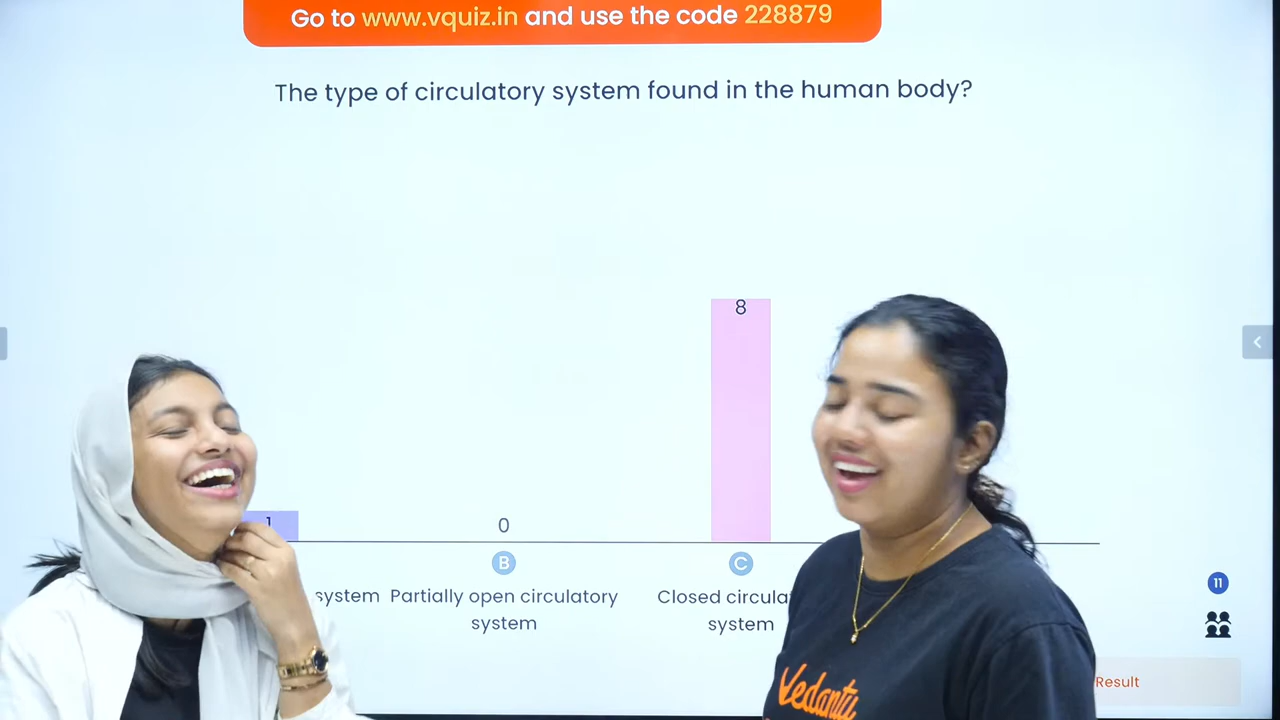 Go to www.vquiz.in and use the code 228879
The type of circulatory system found in the human body?
8
1
0
B
C
system
Partially open circulatory
system
Closed
system
11
Result
Vedantu